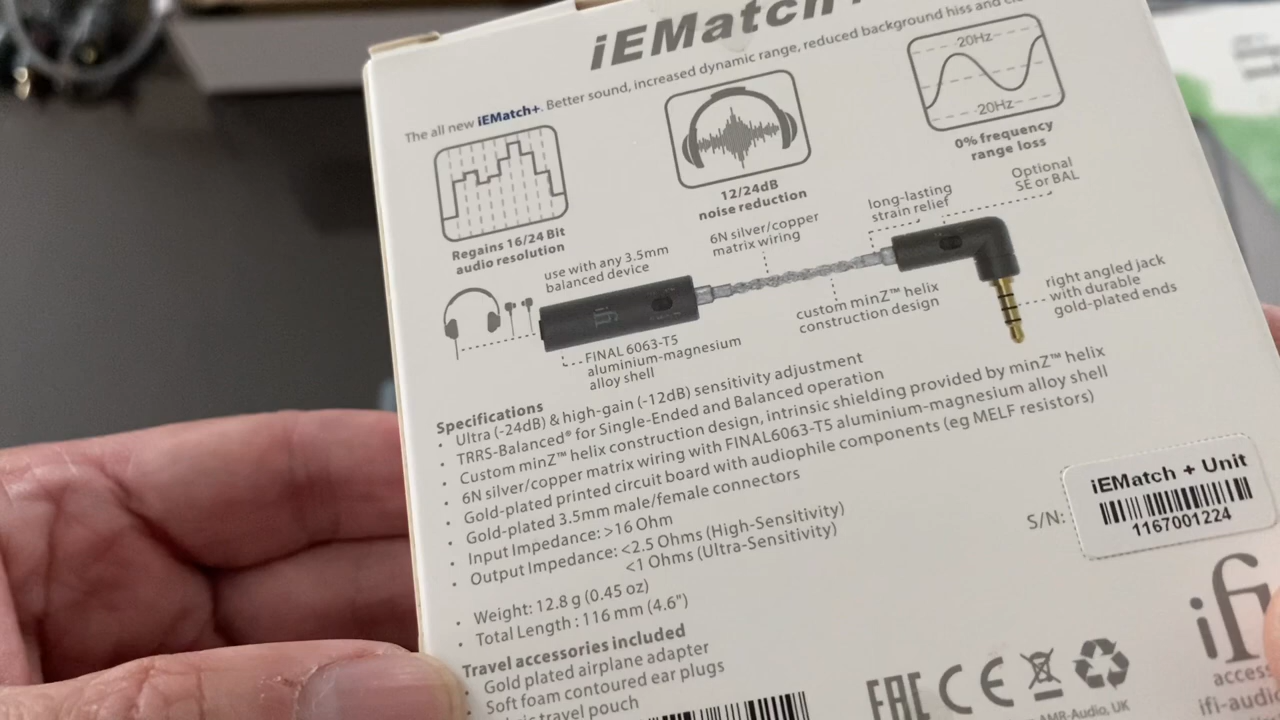 iEMatch+
The all new iEMatch+. Better sound, increased dynamic range, reduced background hiss and
20Hz
20Hz
Regains 16/24 Bit
audio resolution
12/24dB
noise reduction
0% frequency
range loss
use with any 3.5mm
balanced device
6N silver/copper
matrix wiring
long-lasting
strain relief
Optional
SE or BAL
ifi
FINAL 6063-T5
aluminium-magnesium
alloy shell
custom minZ™ helix
construction design
right angled jack
with durable
gold-plated ends
Specifications
• Ultra (-24dB) & high-gain (-12dB) sensitivity adjustment
• TRRS-Balanced® for Single-Ended and Balanced operation
• Custom minZ™ helix construction design, intrinsic shielding provided by minZ™ helix
• 6N silver/copper matrix wiring with FINAL6063-T5 aluminium-magnesium alloy shell
• Gold-plated printed circuit board with audiophile components (eg MELF resistors)
• Gold-plated 3.5mm male/female connectors
• Input Impedance: >16 Ohm
• Output Impedance: <2.5 Ohms (High-Sensitivity)
<1 Ohms (Ultra-Sensitivity)
• Weight: 12.8 g (0.45 oz)
• Total Length : 116 mm (4.6")
S/N:
iEMatch + Unit
1167001224
Travel accessories included
• Gold plated airplane adapter
• Soft foam contoured ear plugs
travel pouch
EAC CE
AMR-Audio, UK
ifi